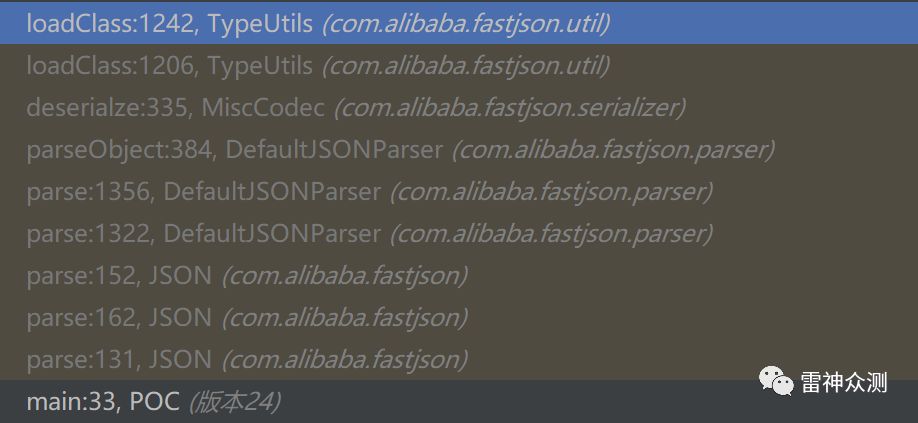 loadClass:1242, TypeUtils (com.alibaba.fastjson.util)
loadClass:1206, TypeUtils (com.alibaba.fastjson.util)
deserialze:335, MiscCodec (com.alibaba.fastjson.serializer)
parseObject:384, DefaultJSONParser (com.alibaba.fastjson.parser)
parse:1356, DefaultJSONParser (com.alibaba.fastjson.parser)
parse:1322, DefaultJSONParser (com.alibaba.fastjson.parser)
parse:152, JSON (com.alibaba.fastjson)
parse:162, JSON (com.alibaba.fastjson)
parse:131, JSON (com.alibaba.fastjson)
main:33, POC (版本24)
雷神众测